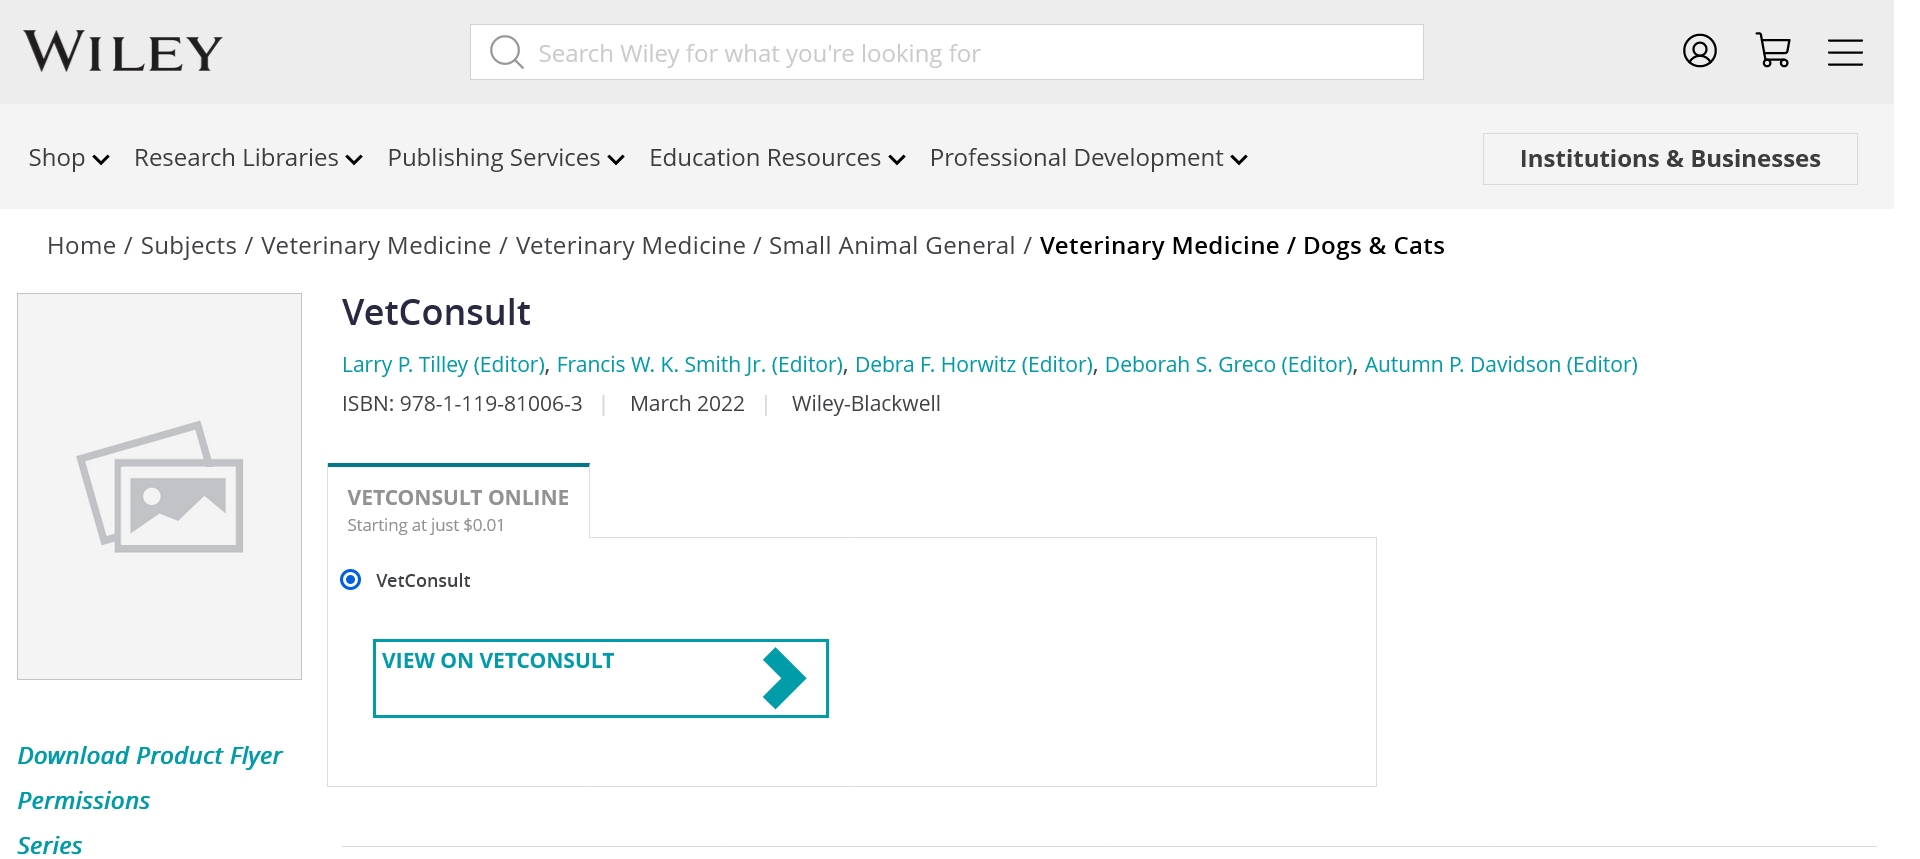 WILEY
Search Wiley for what you're looking for
Shop Research Libraries Publishing Services Education Resources Professional Development Institutions & Businesses
Home / Subjects / Veterinary Medicine / Veterinary Medicine / Small Animal General / Veterinary Medicine / Dogs & Cats
VetConsult
Larry P. Tilley (Editor), Francis W. K. Smith Jr. (Editor), Debra F. Horwitz (Editor), Deborah S. Greco (Editor), Autumn P. Davidson (Editor)
ISBN: 978-1-119-81006-3 | March 2022 | Wiley-Blackwell
VETCONSULT ONLINE
Starting at just $0.01
VetConsult
VIEW ON VETCONSULT
Download Product Flyer
Permissions
Series